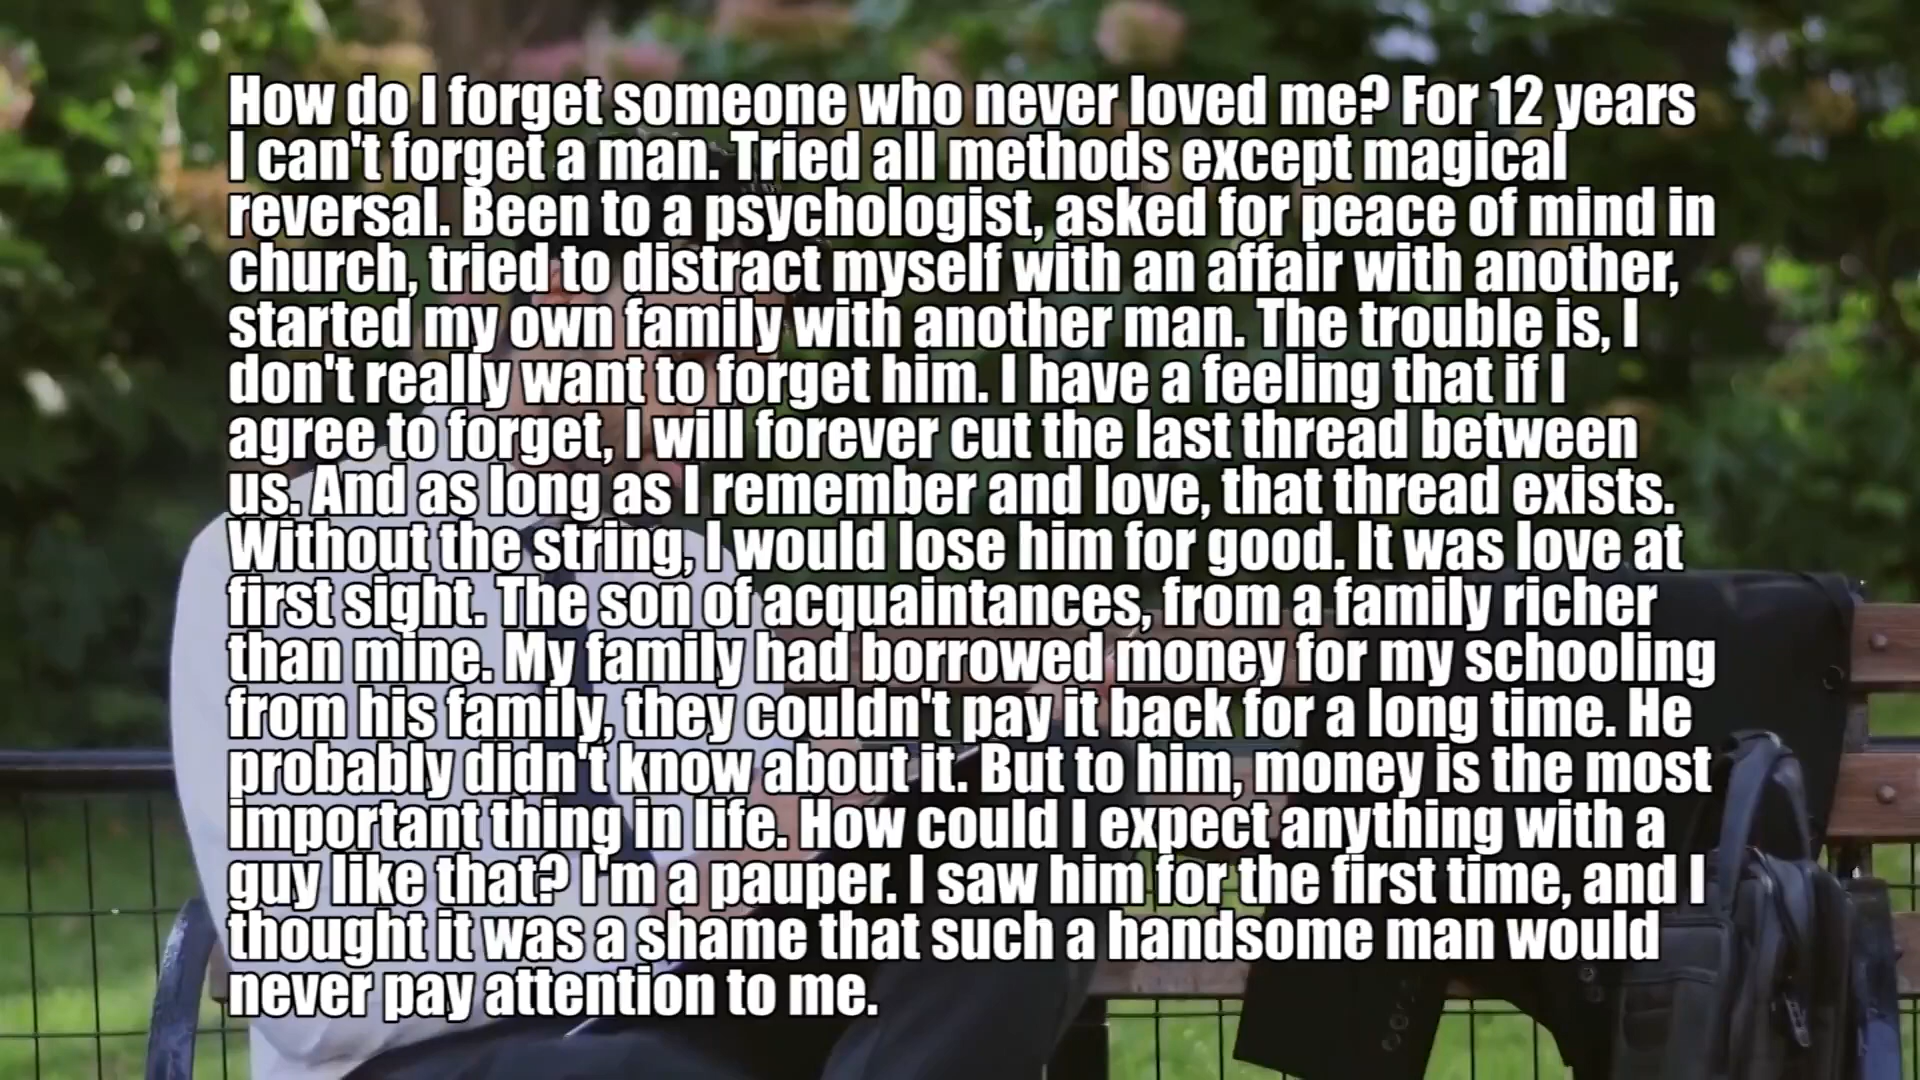 How do I forget someone who never loved me? For 12 years
I can't forget a man. Tried all methods except magical
reversal. Been to a psychologist, asked for peace of mind in
church, tried to distract myself with an affair with another,
started my own family with another man. The trouble is, I
don't really want to forget him. I have a feeling that if I
agree to forget, I will forever cut the last thread between
us. And as long as I remember and love, that thread exists.
Without the string, I would lose him for good. It was love at
first sight. The son of acquaintances, from a family richer
than mine. My family had borrowed money for my schooling
from his family, they couldn't pay it back for a long time. He
probably didn't know about it. But to him, money is the most
important thing in life. How could I expect anything with a
guy like that? I'm a pauper. I saw him for the first time, and I
thought it was a shame that such a handsome man would
never pay attention to me.